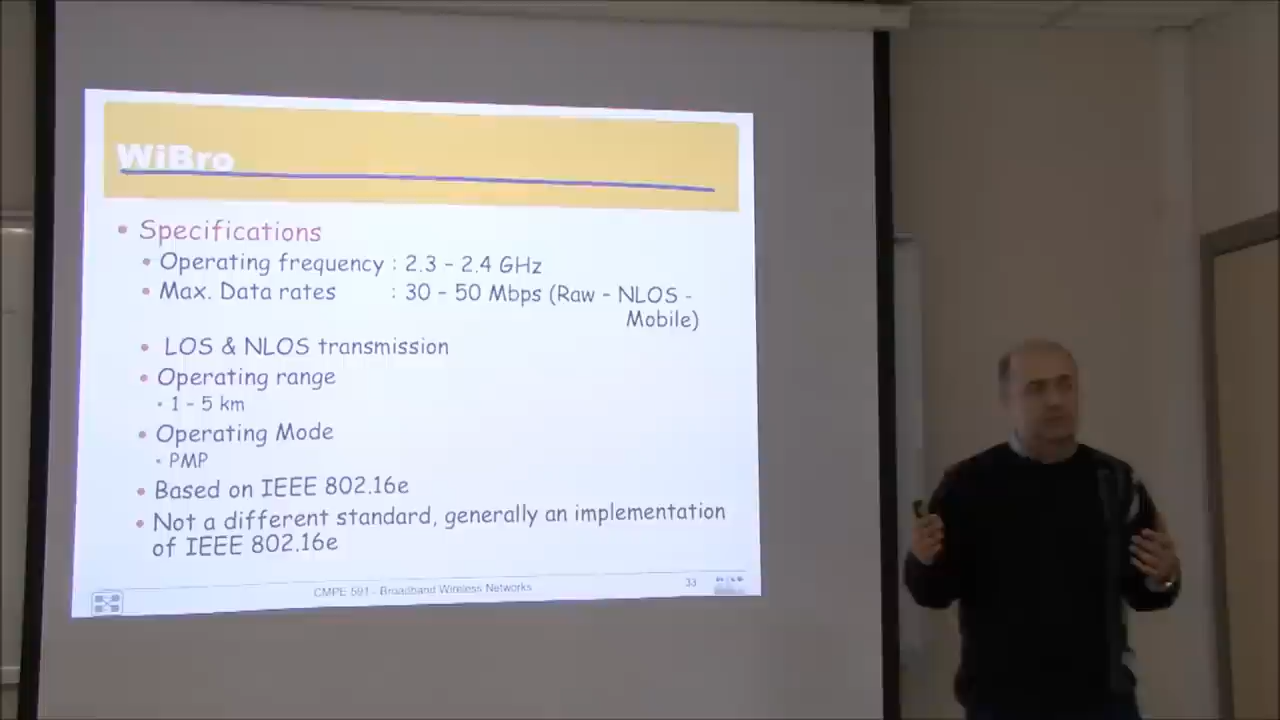 WiBro
• Specifications
• Operating frequency : 2.3 – 2.4 GHz
• Max. Data rates : 30 – 50 Mbps (Raw – NLOS -
Mobile)
• LOS & NLOS transmission
• Operating range
• 1 – 5 km
• Operating Mode
• PMP
• Based on IEEE 802.16e
• Not a different standard, generally an implementation
of IEEE 802.16e
CMPE 591 - Broadband Wireless Networks
33